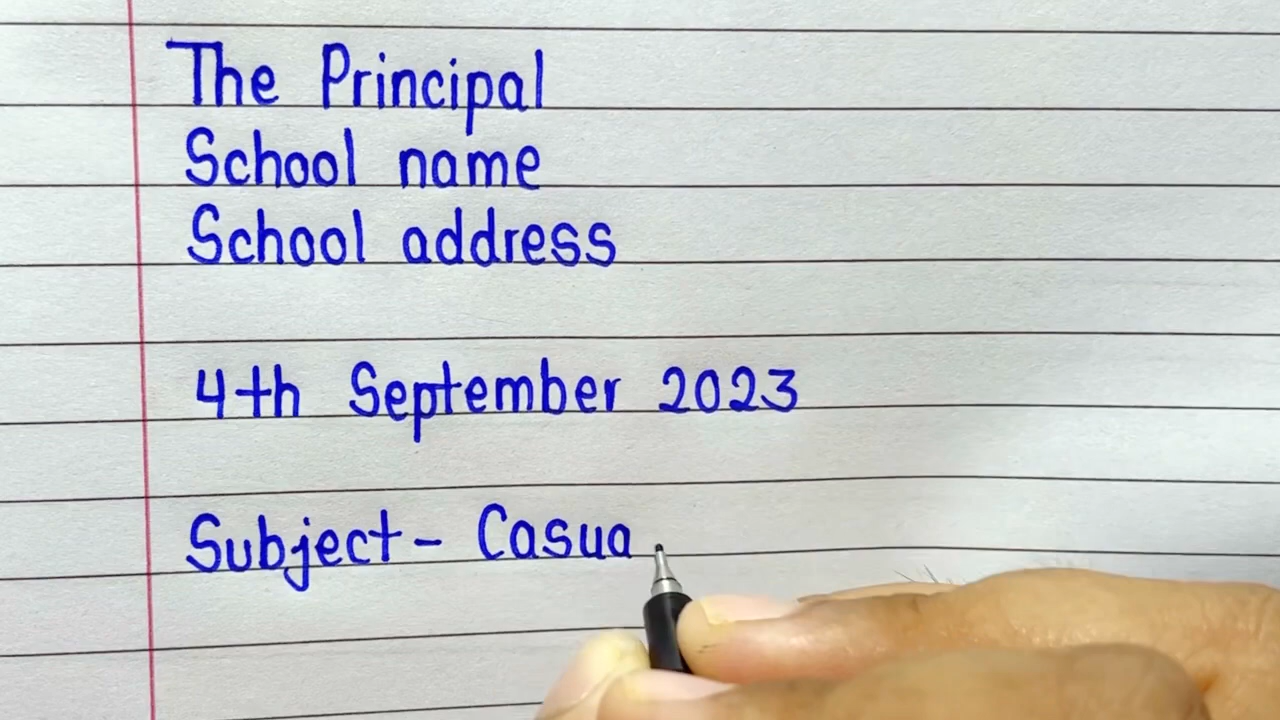 The Principal
School name
School address
4th September 2023
Subject- Casua